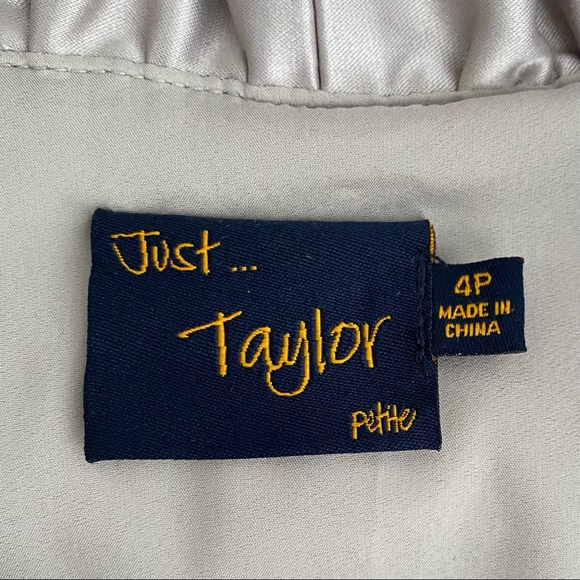 Just...
Taylor
petite
4P
MADE IN
CHINA